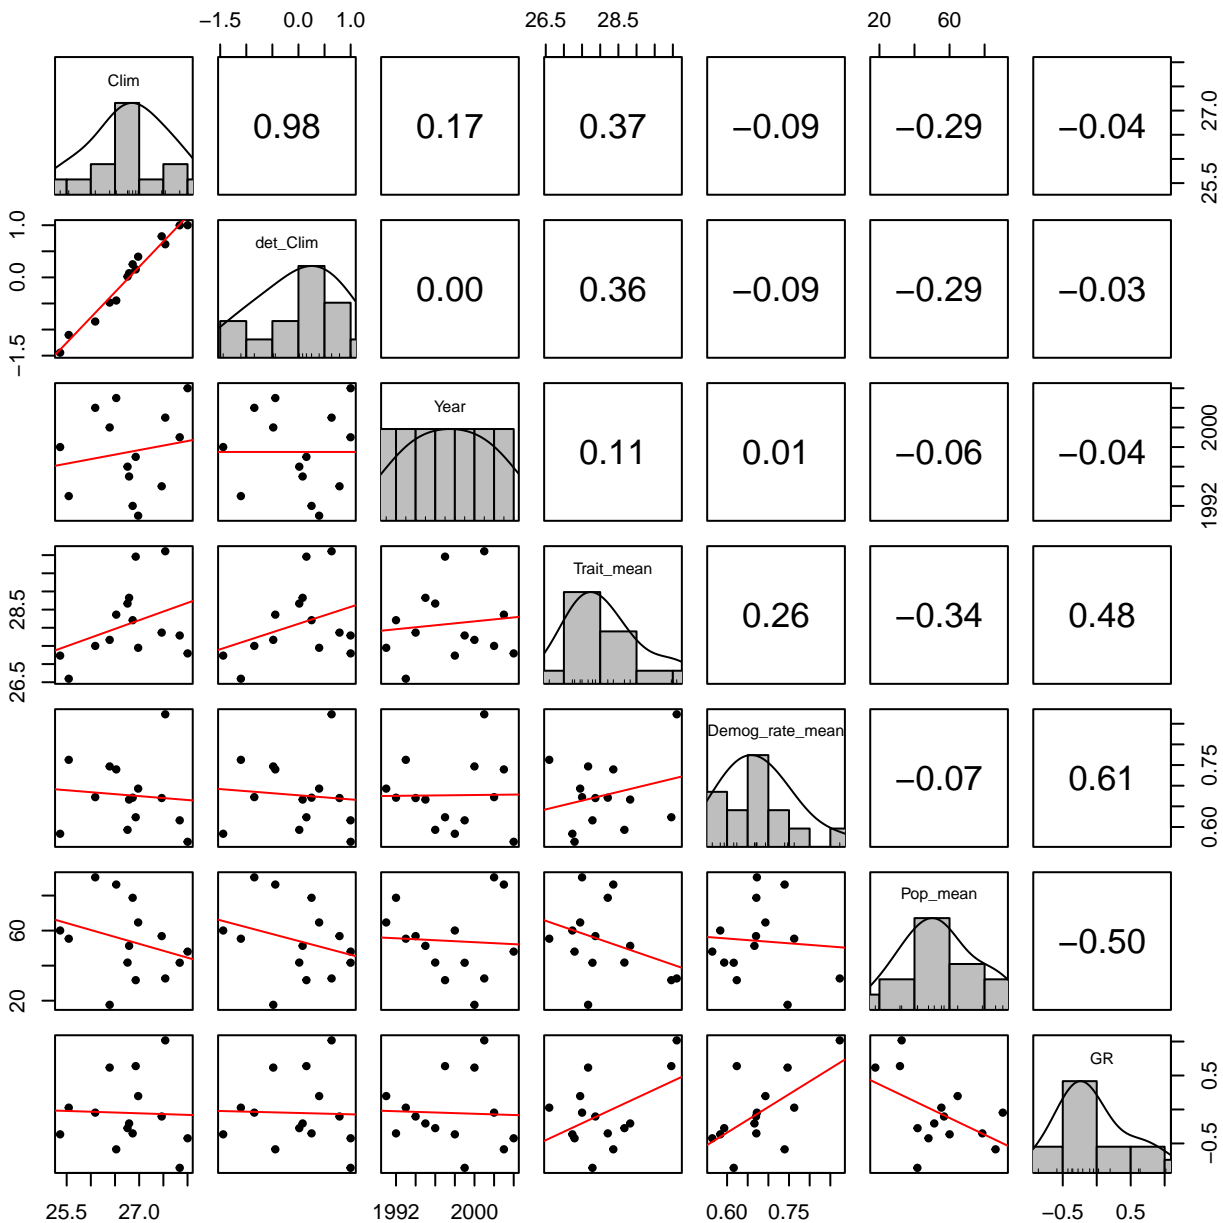 −1.5 0.0 1.0 26.5 28.5 20 60
Clim 0.98 0.17 0.37 −0.09 −0.29 −0.04 25.5 27.0
−1.5 0.0 1.0 det_Clim 0.00 0.36 −0.09 −0.29 −0.03
Year 0.11 0.01 −0.06 −0.04 1992 2000
26.5 28.5 Trait_mean 0.26 −0.34 0.48
Demog_rate_mean −0.07 0.61 0.60 0.75
20 60 Pop_mean −0.50
GR −0.5 0.5
25.5 27.0 1992 2000 0.60 0.75 −0.5 0.5